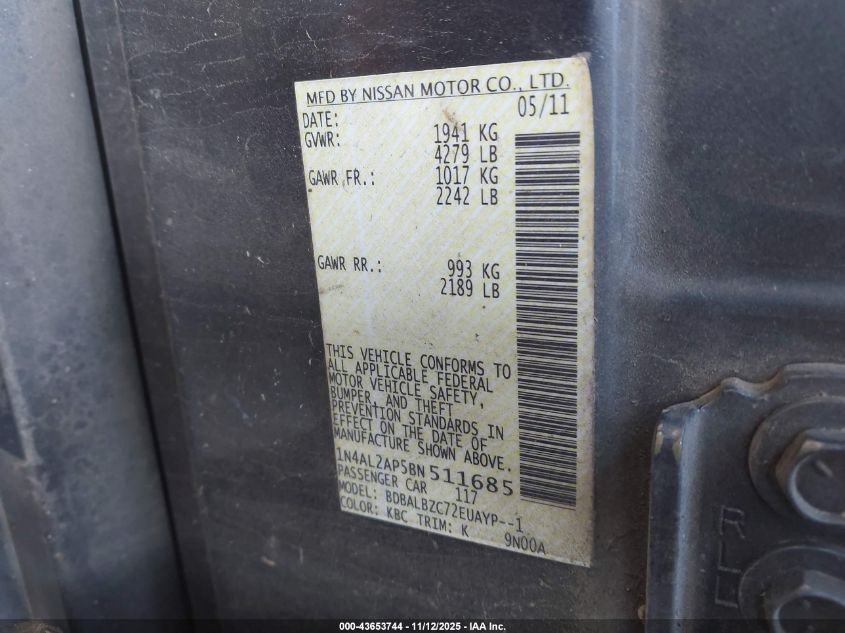 MFD BY NISSAN MOTOR CO., LTD.
DATE: 05/11
GVWR: 1941 KG
4279 LB
GAWR FR.: 1017 KG
2242 LB
GAWR RR.: 993 KG
2189 LB
THIS VEHICLE CONFORMS TO
ALL APPLICABLE FEDERAL
MOTOR VEHICLE SAFETY,
BUMPER, AND THEFT
PREVENTION STANDARDS IN
EFFECT ON THE DATE OF
MANUFACTURE SHOWN ABOVE.
1N4AL2AP5BN511685
PASSENGER CAR 117
MODEL: BDBALBZC72EUAYP--1
COLOR: KBC TRIM: K 9N00A
000-43653744 - 11/12/2025 - IAA Inc.